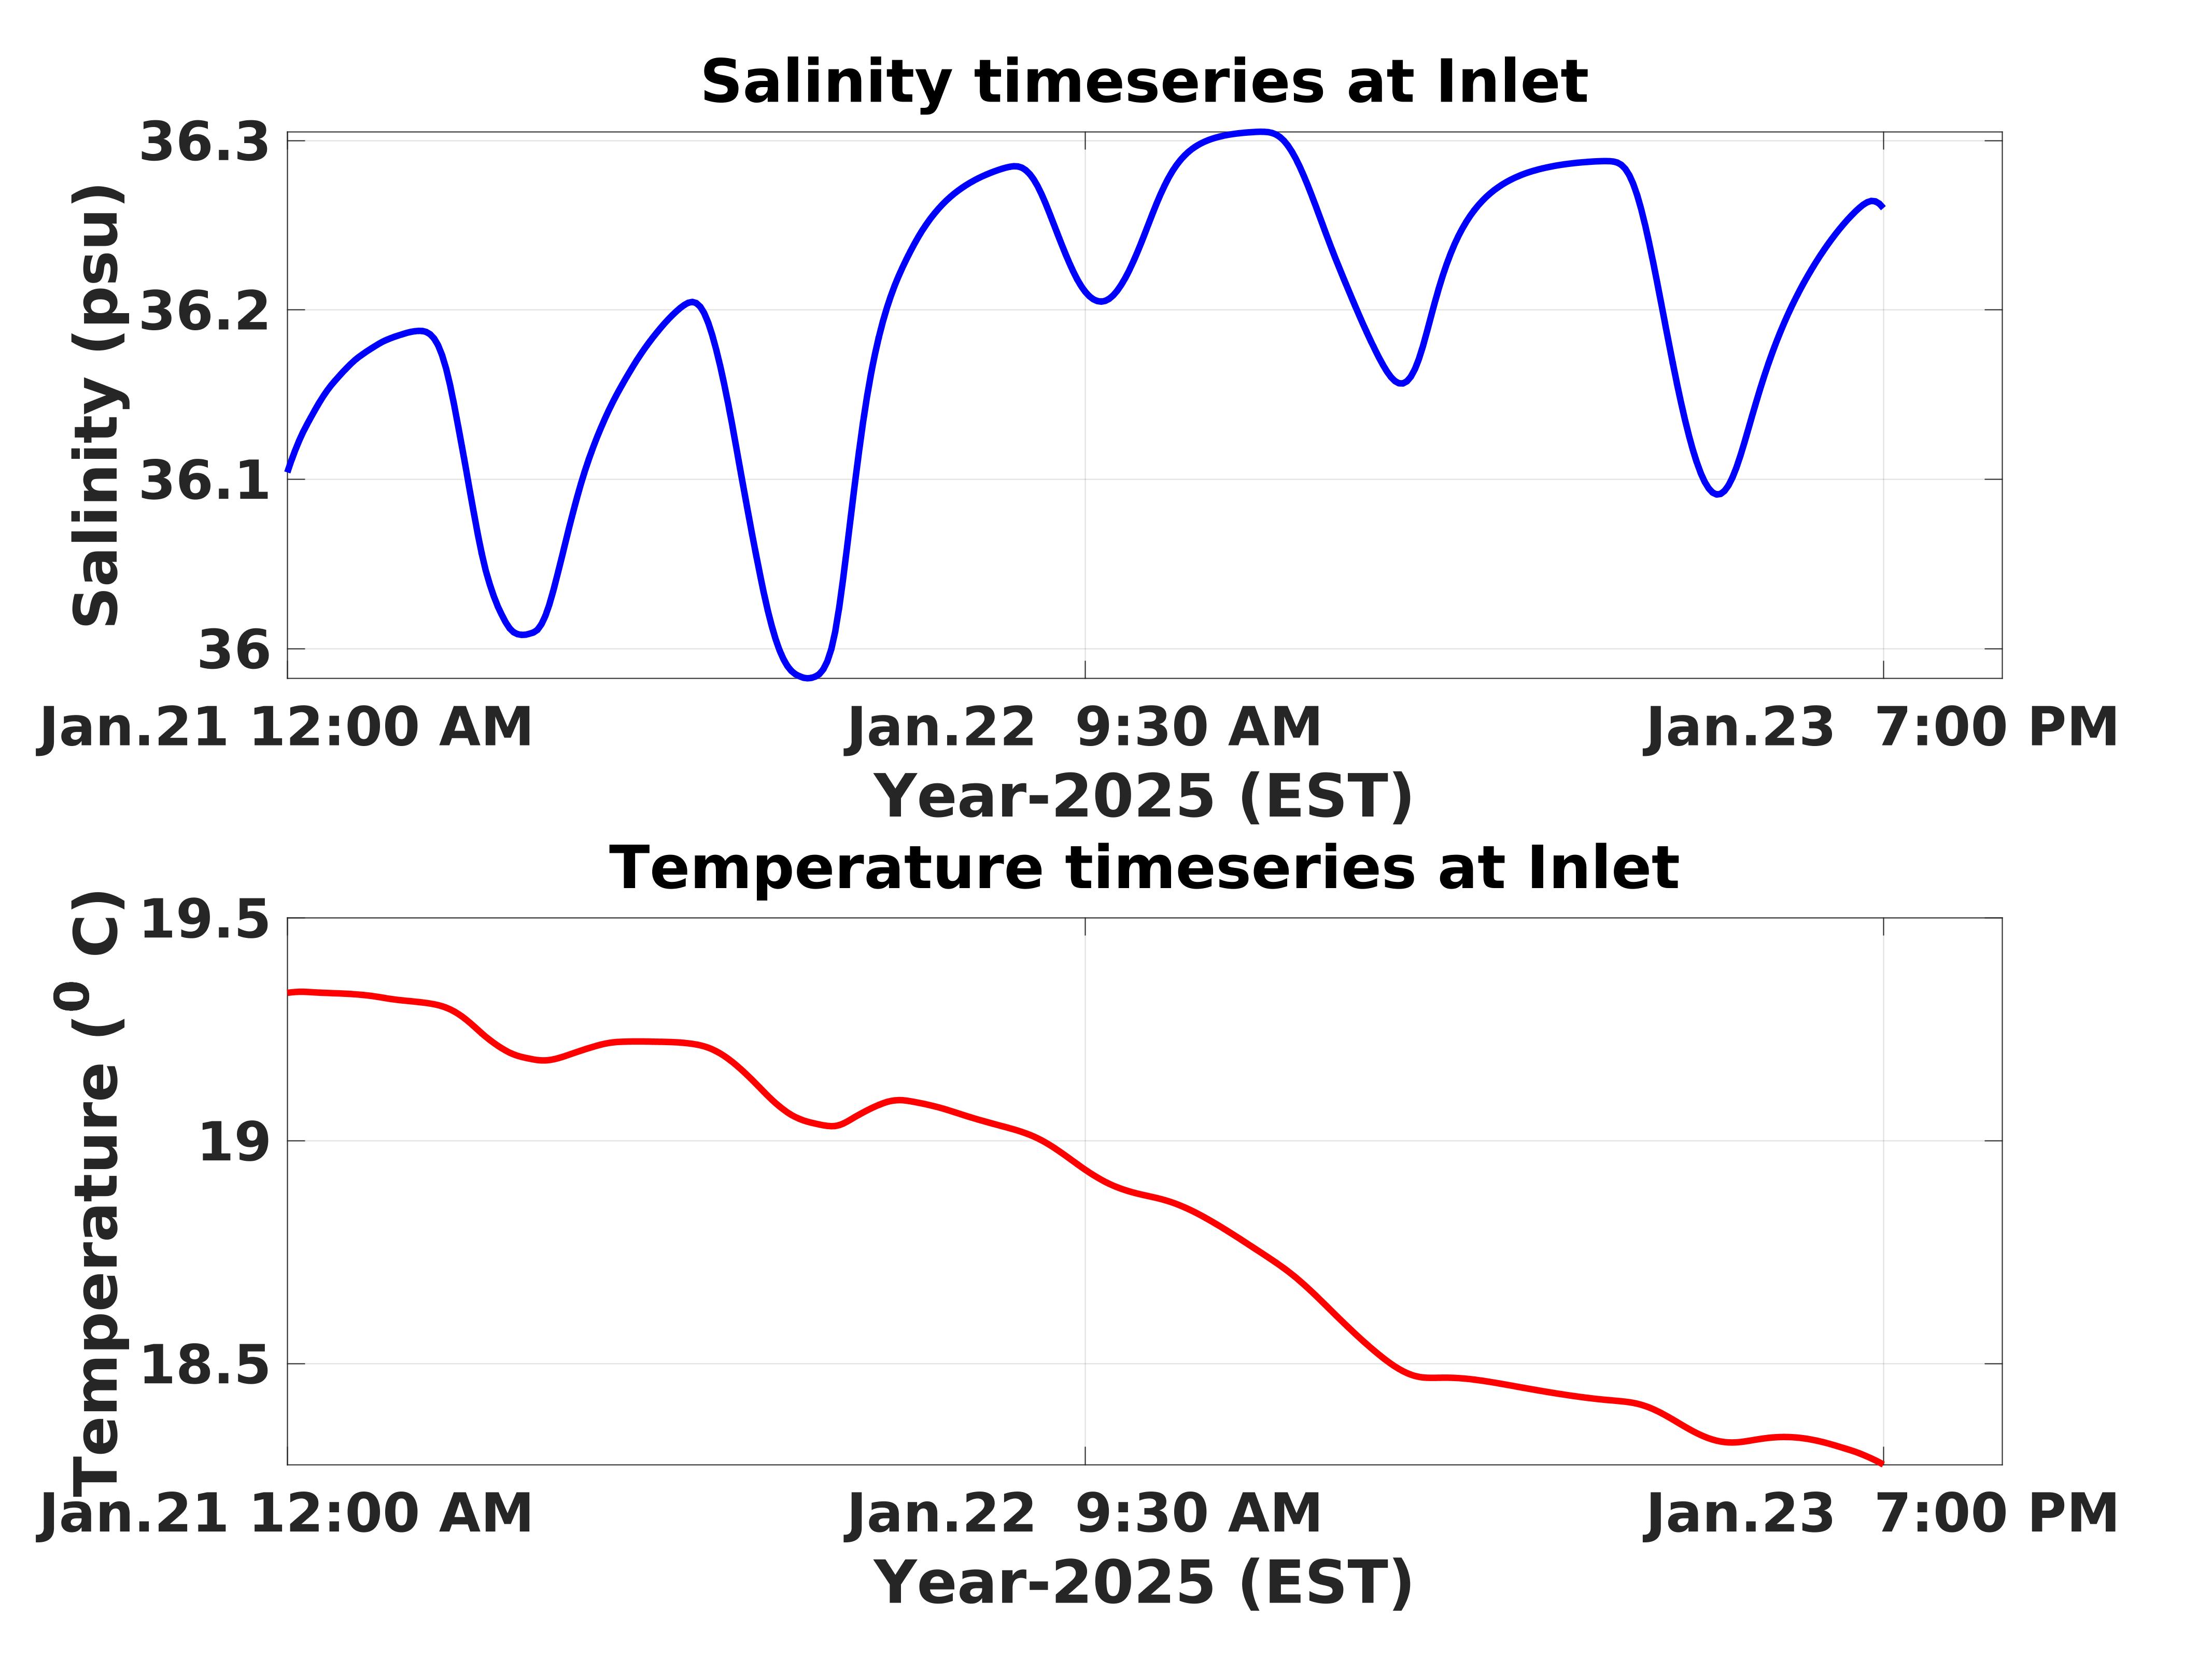 Salinity timeseries at Inlet
Salinity (psu)
36.3
36.2
36.1
36
Jan.21 12:00 AM
Jan.22  9:30 AM
Jan.23  7:00 PM
Year-2025 (EST)
Temperature timeseries at Inlet
Temperature (⁰ C)
19.5
19
18.5
Jan.21 12:00 AM
Jan.22  9:30 AM
Jan.23  7:00 PM
Year-2025 (EST)